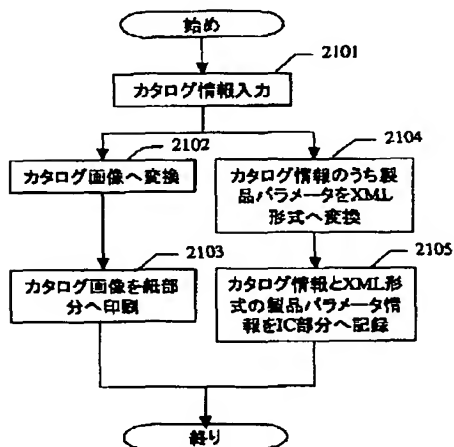 始め
2101
カタログ情報入力
2102
カタログ画像へ変換
2104
カタログ情報のうち製
品パラメータをXML
形式へ変換
2103
カタログ画像を紙部
分へ印刷
2105
カタログ情報とXML形
式の製品パラメータ情
報をIC部分へ記録
終り